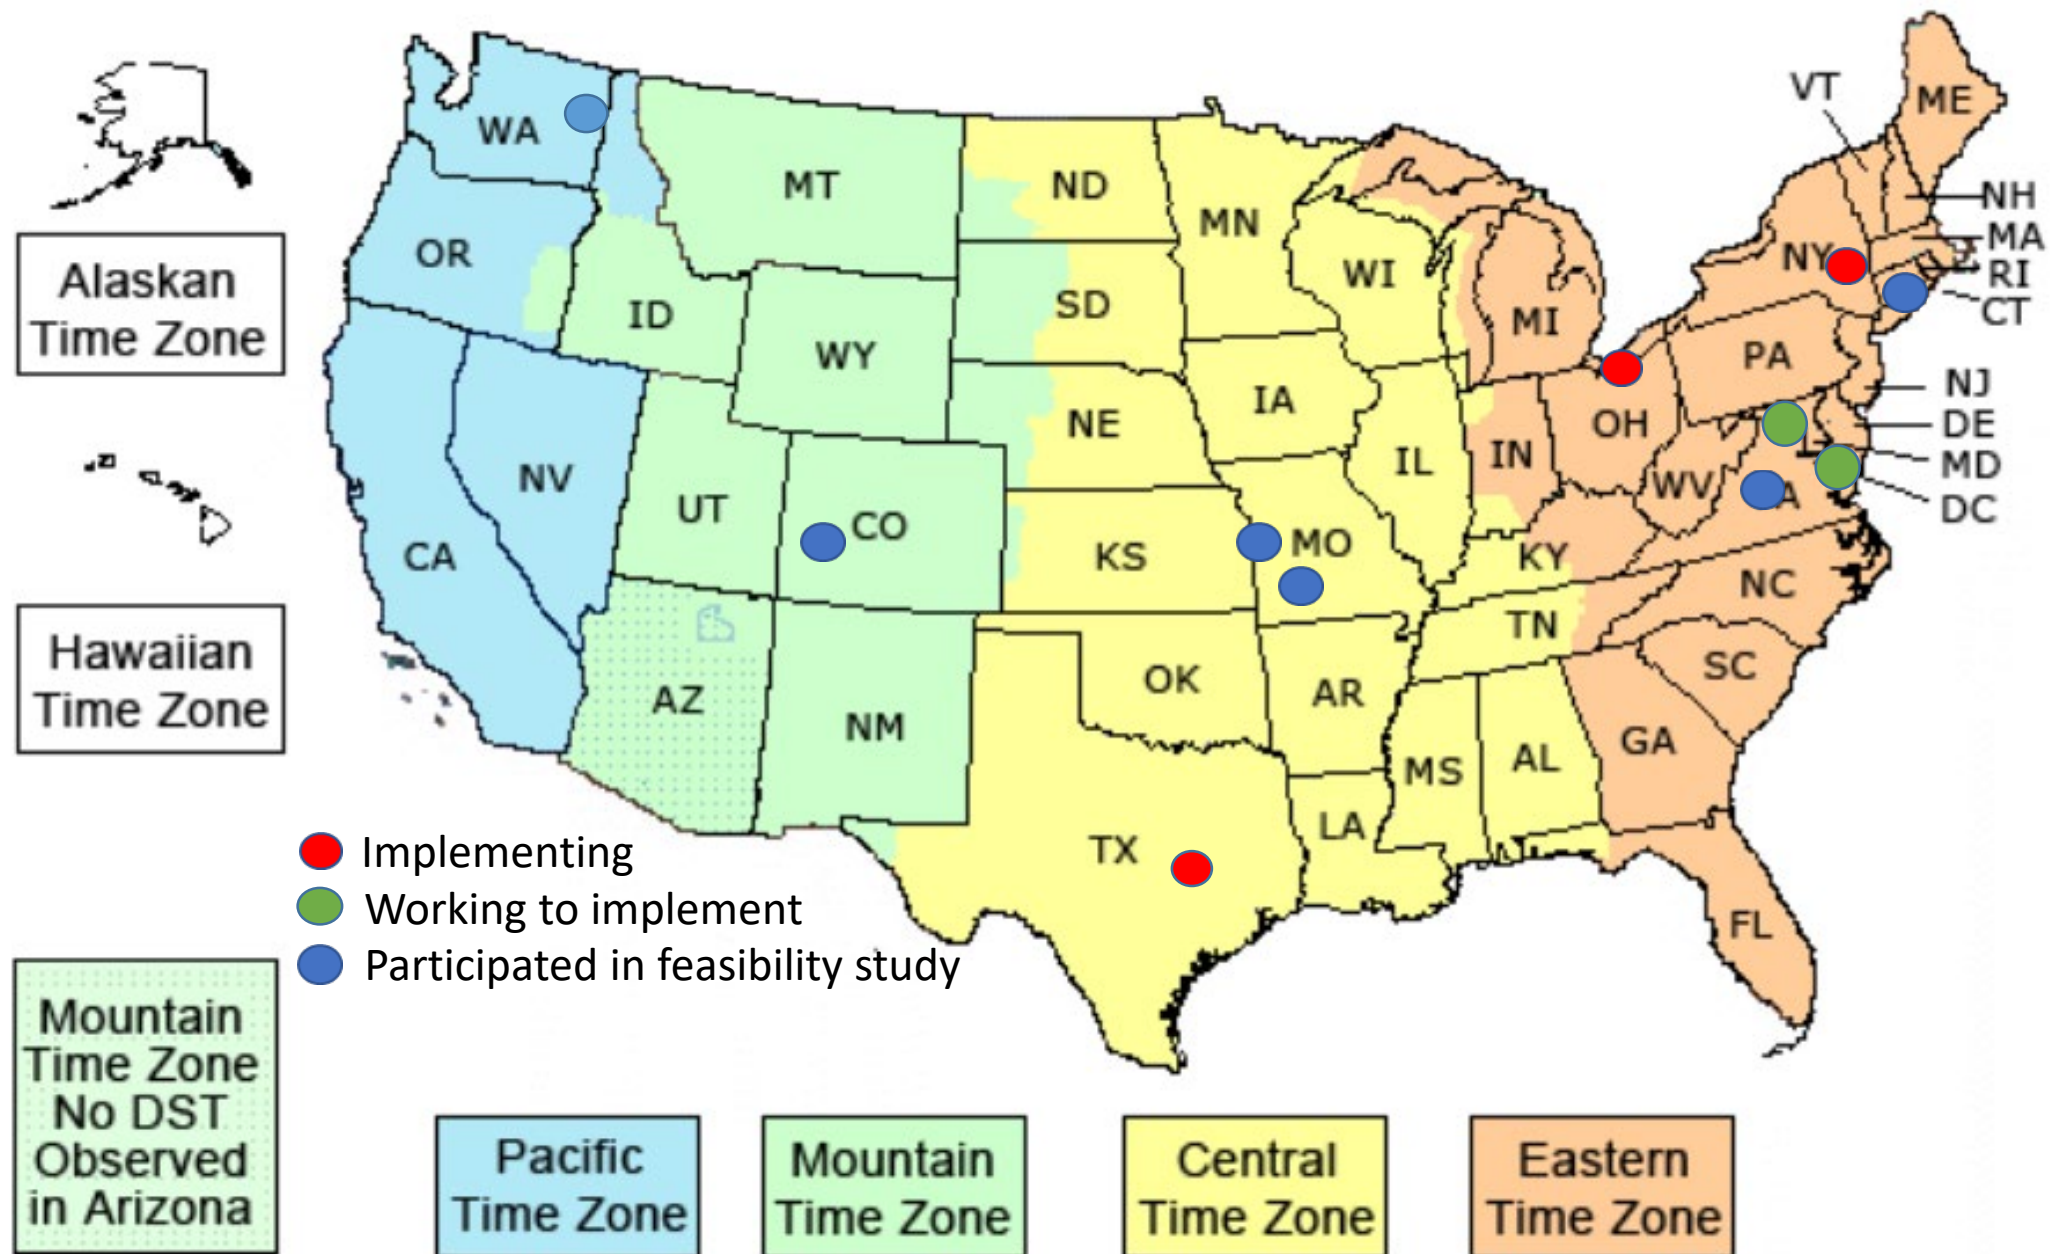 VT
ME
WA
MT
ND
MN
NH
MA
RI
CT
OR
ID
SD
WI
NY
MI
WY
PA
NJ
IA
NE
OH
DE
MD
DC
NV
UT
CO
IL
IN
WV
A
CA
KS
MO
KY
NC
TN
AZ
NM
OK
AR
SC
MS
AL
GA
TX
LA
FL
Alaskan
Time Zone
Hawaiian
Time Zone
Implementing
Working to implement
Participated in feasibility study
Mountain
Time Zone
No DST
Observed
in Arizona
Pacific
Time Zone
Mountain
Time Zone
Central
Time Zone
Eastern
Time Zone